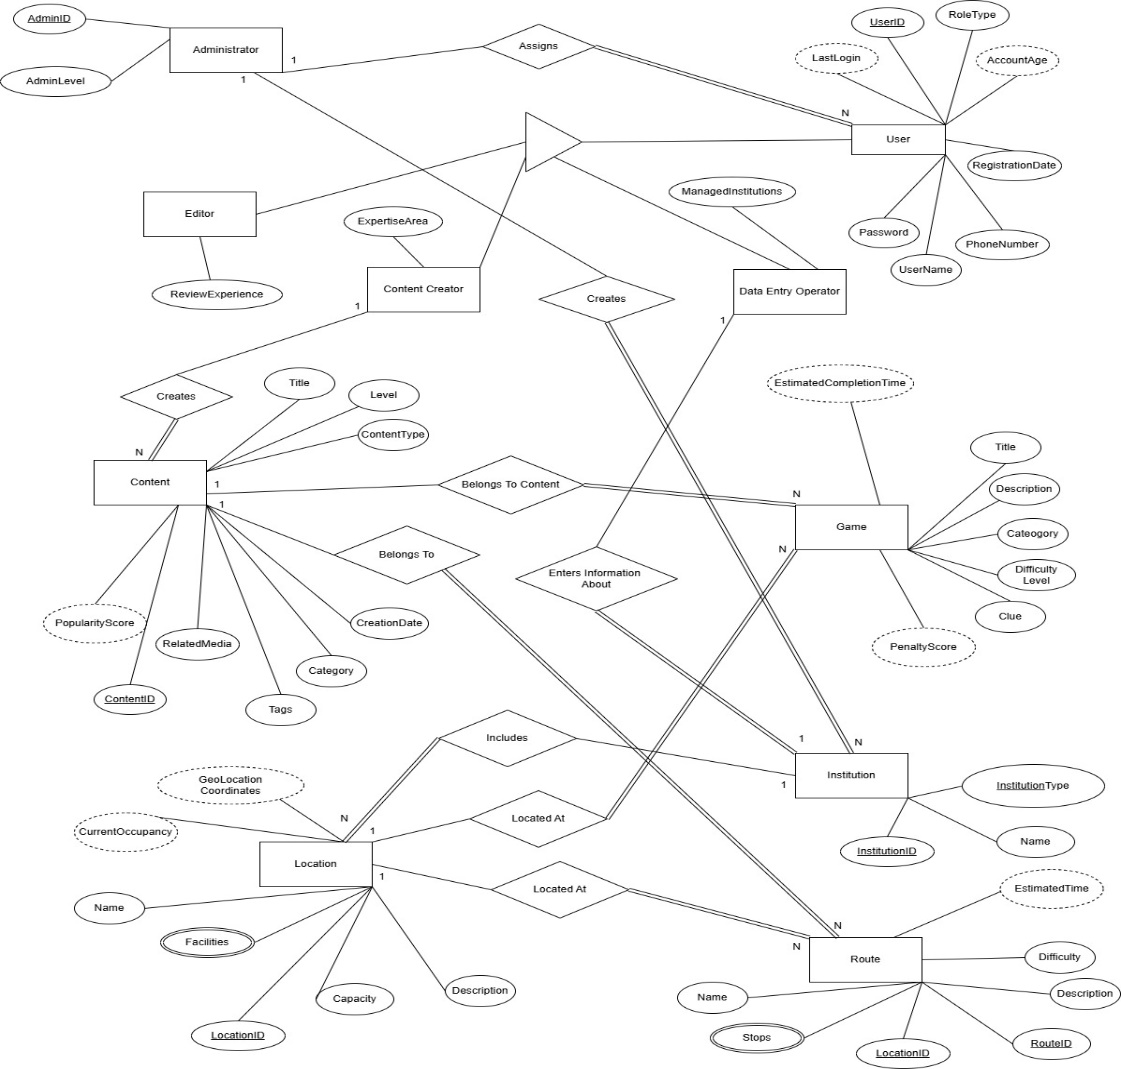 AdminID
RoleType
UserID
Administrator
1
Assigns
LastLogin
AccountAge
AdminLevel
1
N
User
RegistrationDate
ManagedInstitutions
Editor
ExpertiseArea
Password
PhoneNumber
UserName
ReviewExperience
Content Creator
Creates
Data Entry Operator
1
1
Creates
Title
Level
EstimatedCompletionTime
ContentType
N
Title
Content
1
Belongs To Content
N
Description
1
Game
Cateogory
Belongs To
N
Enters Information
About
Difficulty
Level
Clue
PopularityScore
RelatedMedia
CreationDate
PenaltyScore
Category
ContentID
Tags
Includes
1
N
GeoLocation
Coordinates
Institution
1
InstitutionType
CurrentOccupancy
N
1
Located At
InstitutionID
Name
Location
1
Located At
EstimatedTime
Name
Facilities
N
N
Route
Difficulty
Description
Capacity
Name
Description
LocationID
Stops
LocationID
RouteID